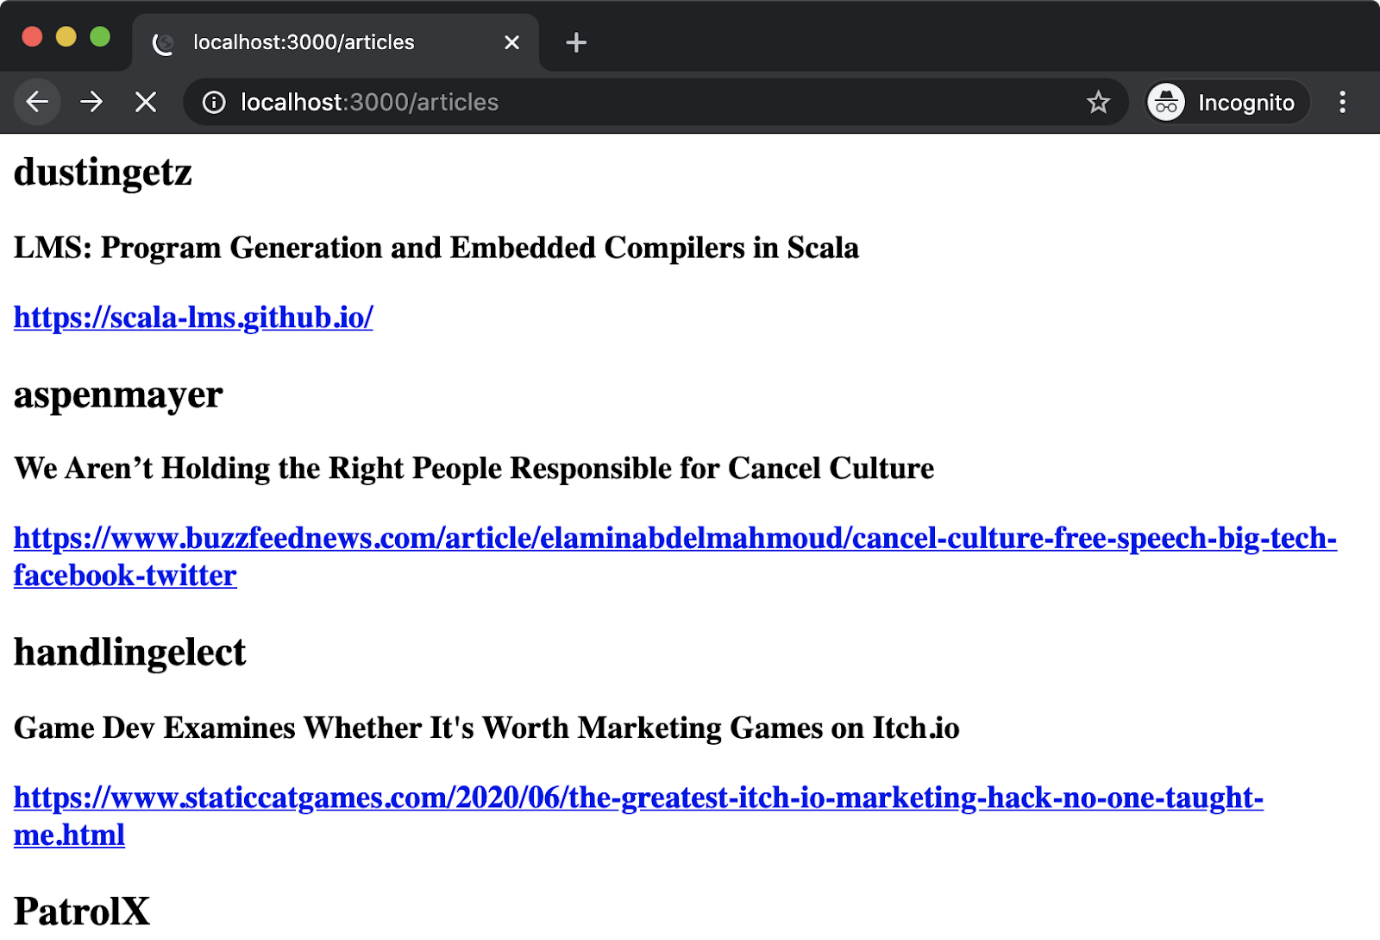 localhost:3000/articles
localhost:3000/articles
Incognito
dustingetz
LMS: Program Generation and Embedded Compilers in Scala
https://scala-lms.github.io/
aspenmayer
We Aren’t Holding the Right People Responsible for Cancel Culture
https://www.buzzfeednews.com/article/elaminabdelmahmoud/cancel-culture-free-speech-big-tech-
facebook-twitter
handlingelect
Game Dev Examines Whether It's Worth Marketing Games on Itch.io
https://www.staticcatgames.com/2020/06/the-greatest-itch-io-marketing-hack-no-one-taught-
me.html
PatrolX